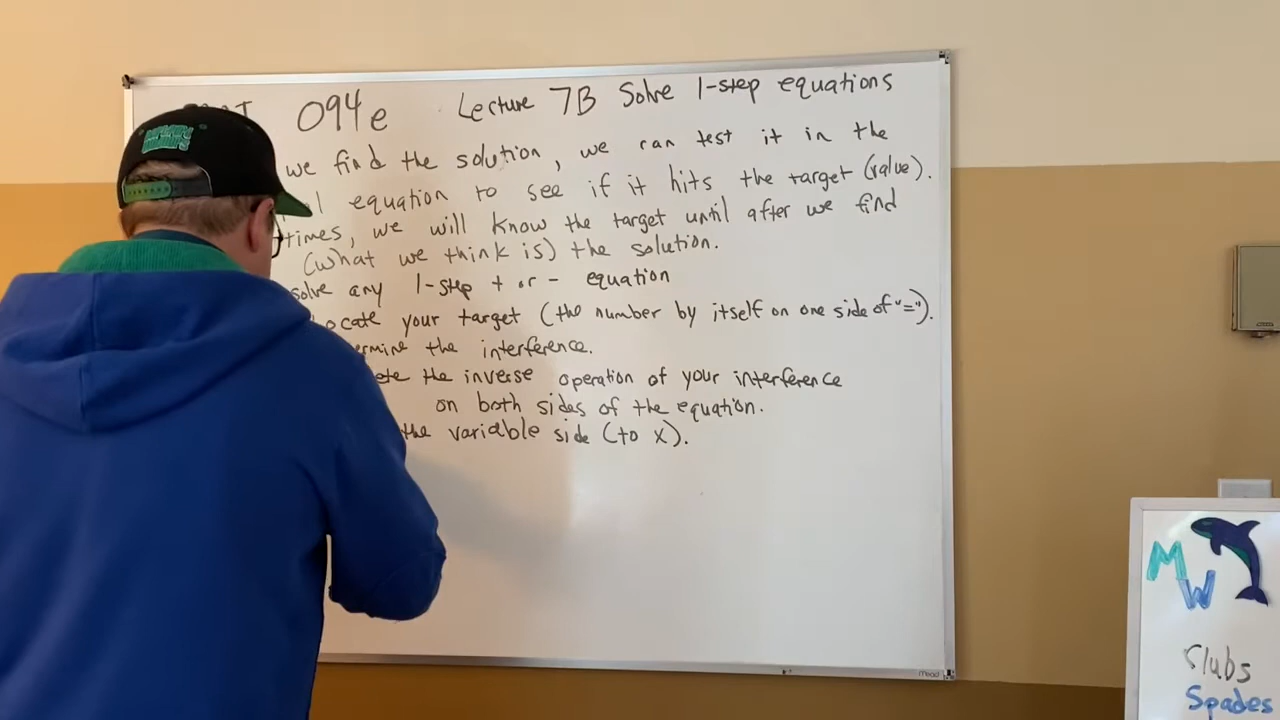 094e Lecture 7B Solve 1-step equations
we find the solution, we can test it in the
equation to see if it hits the target (value).
times, we will know the target until after we find
(what we think is) the solution.
solve any 1-step + or - equation
ocate your target (the number by itself on one side of "=").
ermine the interference.
the inverse operation of your interference
on both sides of the equation.
the variable side (to x).
mead
MW
Clubs
Spades